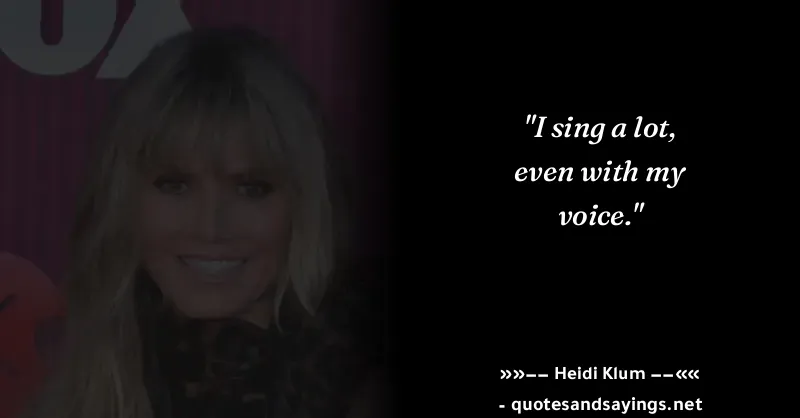 "I sing a lot,
even with my
voice."
»»—— Heidi Klum ——««
- quotesandsayings.net